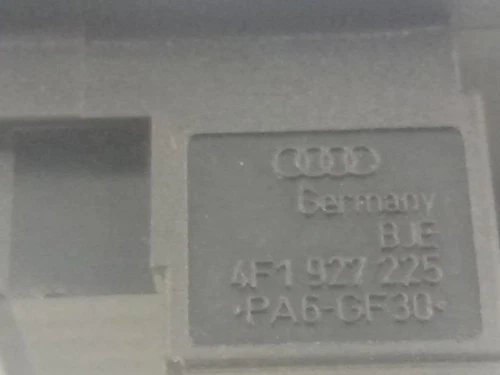 Germany
BJE
4F1 927 225
>PA6-GF30<